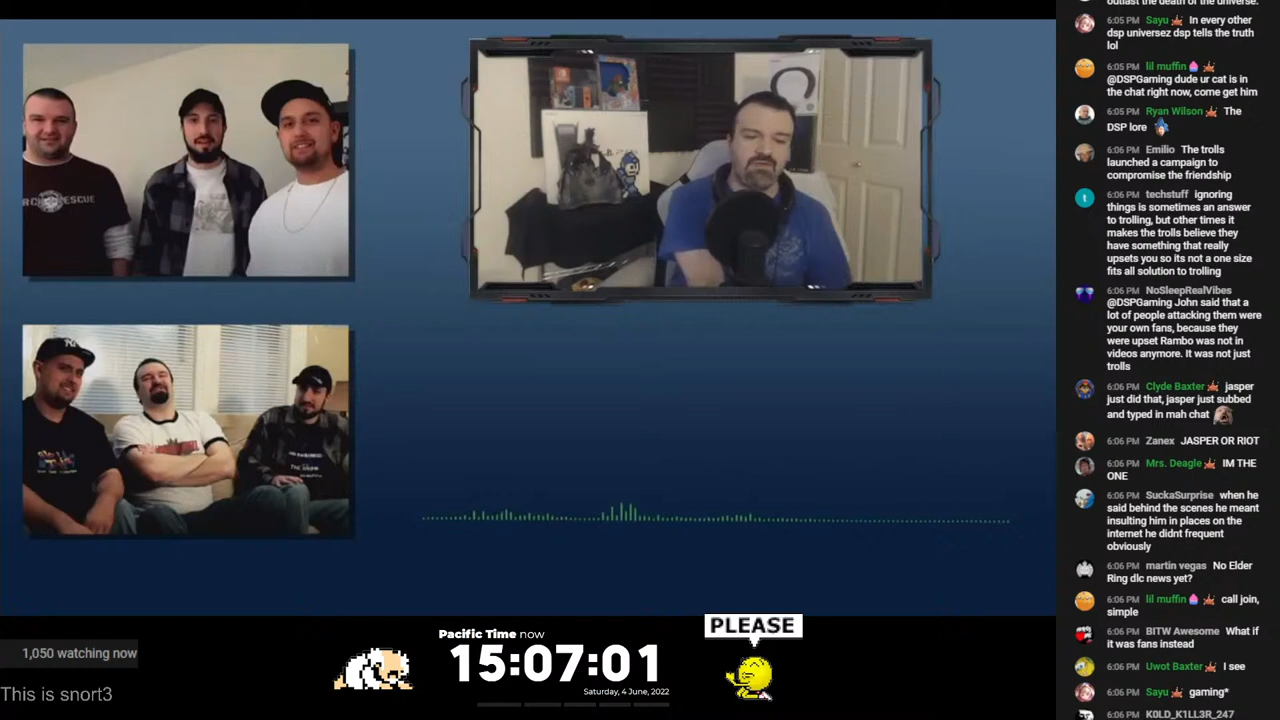 outlast the death of the universe.
6:05 PM Sayu In every other
dsp universez dsp tells the truth
lol
6:05 PM lil muffin
@DSPGaming dude ur cat is in
the chat right now, come get him
6:05 PM Ryan Wilson The
DSP lore
6:06 PM Emilio The trolls
launched a campaign to
compromise the friendship
t
6:06 PM techstuff ignoring
things is sometimes an answer
to trolling, but other times it
makes the trolls believe they
have something that really
upsets you so its not a one size
fits all solution to trolling
6:06 PM NoSleepRealVibes
@DSPGaming John said that a
lot of people attacking them were
your own fans, because they
were upset Rambo was not in
videos anymore. It was not just
trolls
6:06 PM Clyde Baxter jasper
just did that, jasper just subbed
and typed in mah chat
6:06 PM Zanex JASPER OR RIOT
6:06 PM Mrs. Deagle IM THE
ONE
6:06 PM SuckaSurprise when he
said behind the scenes he meant
insulting him in places on the
internet he didnt frequent
obviously
6:06 PM martin vegas No Elder
Ring dlc news yet?
6:06 PM lil muffin call join,
simple
6:06 PM BITW Awesome What if
it was fans instead
6:06 PM Uwot Baxter I see
6:06 PM Sayu gaming*
6:06 PM K0LD_K1LL3R_247
PLEASE
Pacific Time now
15:07:01
Saturday, 4 June, 2022
1,050 watching now
This is snort3